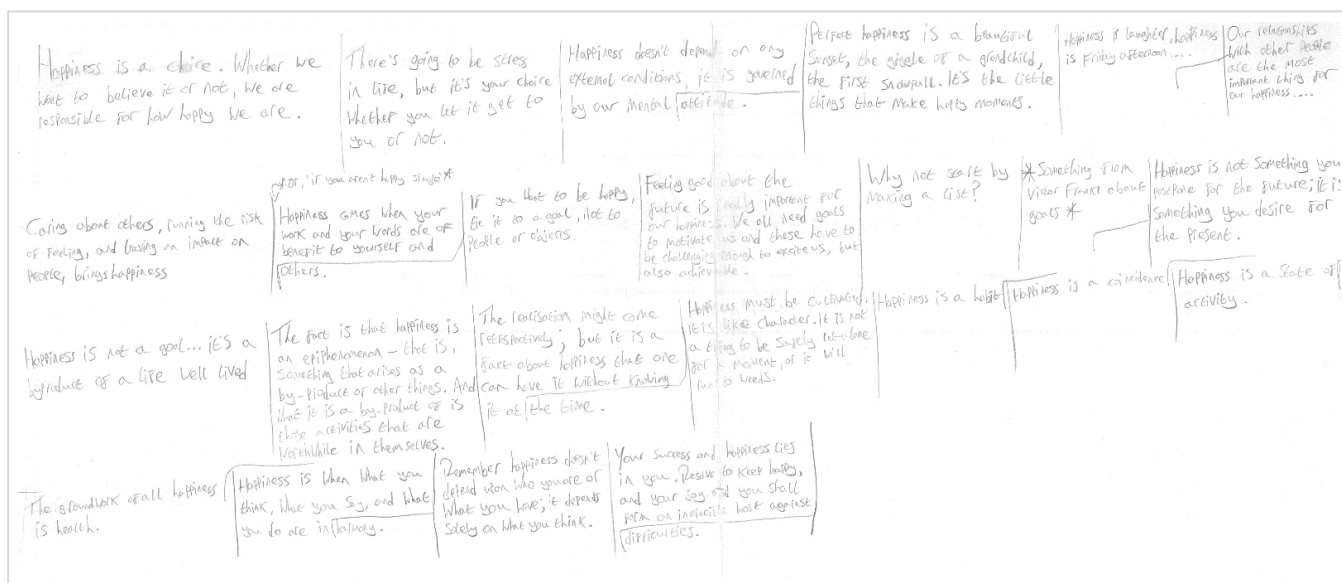 Happiness is a choice. Whether we
want to believe it or not, we are
responsible for how happy we are.
There's going to be stress
in life, but it's your choice
whether you let it get to
you or not.
Happiness doesn't depend on any
external conditions, it is governed
by our mental attitude.
Perfect happiness is a beautiful
sunset, the giggle of a grandchild,
the first snowfall. It's the little
things that make happy moments.
Happiness is laughter, happiness
is Friday afternoon....
Our relationships
with other people
are the most
important thing for
our happiness....
Caring about others, running the risk
of feeling, and leaving an impact on
people, brings happiness
*or, 'if you aren't happy single'*
Happiness comes when your
work and your words are of
benefit to yourself and
others.
If you want to be happy,
tie it to a goal, not to
people or objects
Feeling good about the
future is really important for
our happiness. We all need goals
to motivate us and these have to
be challenging enough to excite us, but
also achievable.
Why not start by
making a list?
*Something from
Victor Frankl about
goals*
Happiness is not something you
postpone for the future; it is
something you desire for
the present.
Happiness is not a goal... it's a
byproduct of a life well lived
The fact is that happiness is
an epiphenomenon – that is,
something that arises as a
by-product of other things. And
what it is a by-product of is
those activities that are
worthwhile in themselves.
The realisation might come
retrospectively; but it is a
fact about happiness that one
can have it without knowing
it at the time.
Happiness must be cultivated.
It is like character. It is not
a thing to be safely let alone
for a moment, or it will
run to weeds.
Happiness is a habit
Happiness is a coincidence
Happiness is a state of
activity.
The groundwork of all happiness
is health.
Happiness is when what you
think, what you say, and what
you do are in harmony.
Remember happiness doesn't
depend upon who you are or
what you have; it depends
solely on what you think.
Your success and happiness lies
in you. Resolve to keep happy,
and your joy and you shall
form an invincible host against
difficulties.